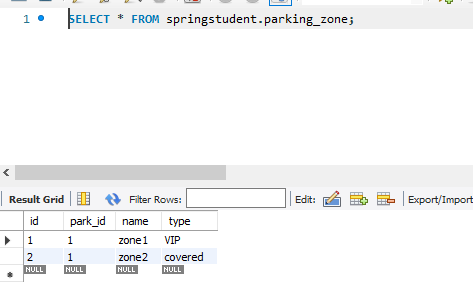 1 SELECT * FROM springstudent.parking_zone;
Result Grid Filter Rows: Edit: Export/Import
id park_id name type
1 1 zone1 VIP
2 1 zone2 covered
NULL NULL NULL NULL